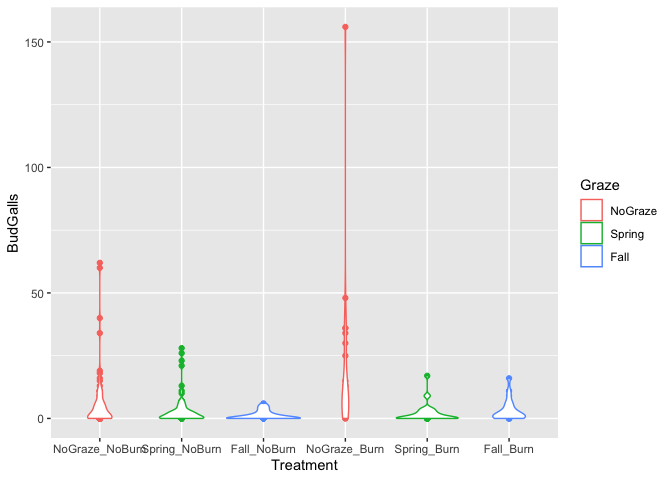 BudGalls
150
100
50
0
NoGraze_NoBurn Spring_NoBurn Fall_NoBurn NoGraze_Burn Spring_Burn Fall_Burn
Treatment
Graze
NoGraze
Spring
Fall